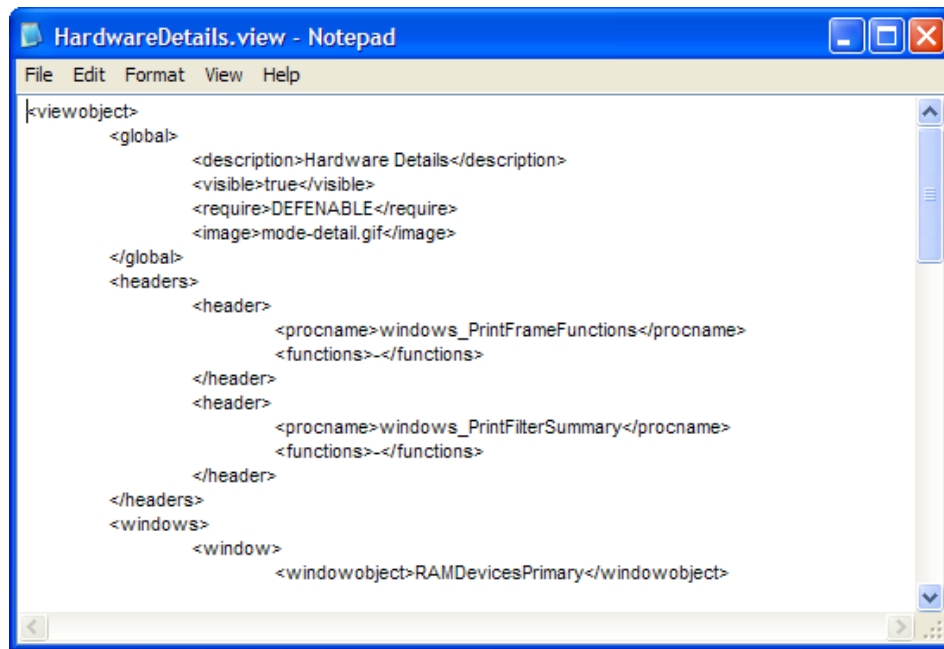 HardwareDetails.view - Notepad
File Edit Format View Help
<viewobject>
<global>
<description>Hardware Details</description>
<visible>true</visible>
<require>DEFENABLE</require>
<image>mode-detail.gif</image>
</global>
<headers>
<header>
<procname>windows_PrintFrameFunctions</procname>
<functions>-</functions>
</header>
<header>
<procname>windows_PrintFilterSummary</procname>
<functions>-</functions>
</header>
</headers>
<windows>
<window>
<windowobject>RAMDevicesPrimary</windowobject>